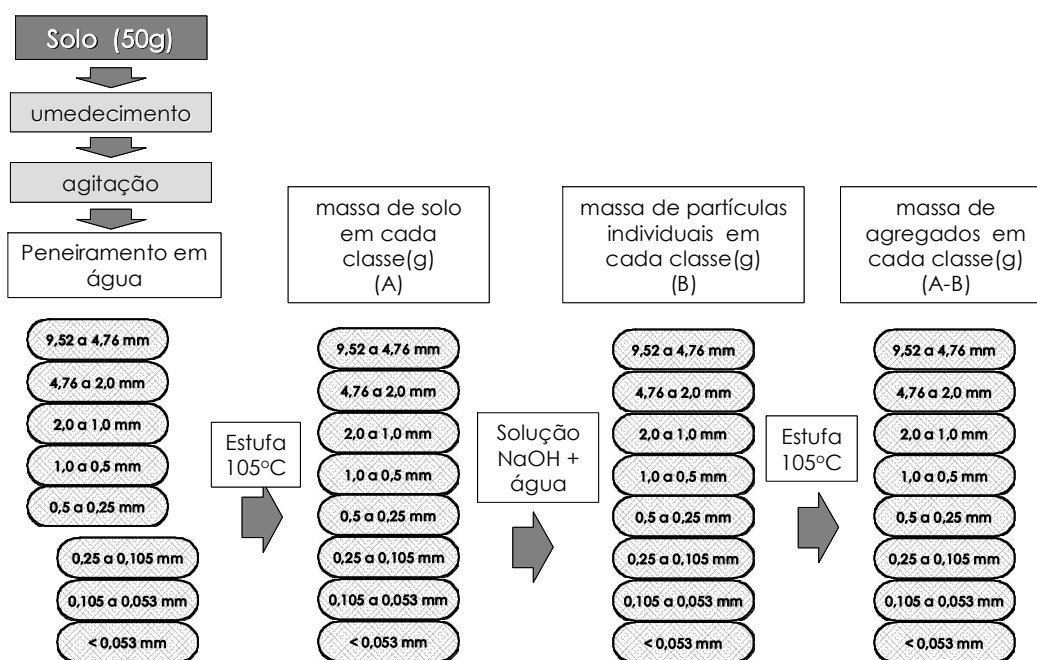 Solo (50g)
umedecimento
agitação
Peneiramento em
água
9,52 a 4,76 mm
4,76 a 2,0 mm
2,0 a 1,0 mm
1,0 a 0,5 mm
0,5 a 0,25 mm
0,25 a 0,105 mm
0,105 a 0,053 mm
< 0,053 mm
Estufa
105ºC
massa de solo
em cada
classe(g)
(A)
9,52 a 4,76 mm
4,76 a 2,0 mm
2,0 a 1,0 mm
1,0 a 0,5 mm
0,5 a 0,25 mm
0,25 a 0,105 mm
0,105 a 0,053 mm
< 0,053 mm
Solução
NaOH +
água
massa de partículas
individuais em
cada classe(g)
(B)
9,52 a 4,76 mm
4,76 a 2,0 mm
2,0 a 1,0 mm
1,0 a 0,5 mm
0,5 a 0,25 mm
0,25 a 0,105 mm
0,105 a 0,053 mm
< 0,053 mm
Estufa
105ºC
massa de
agregados em
cada classe(g)
(A-B)
9,52 a 4,76 mm
4,76 a 2,0 mm
2,0 a 1,0 mm
1,0 a 0,5 mm
0,5 a 0,25 mm
0,25 a 0,105 mm
0,105 a 0,053 mm
< 0,053 mm